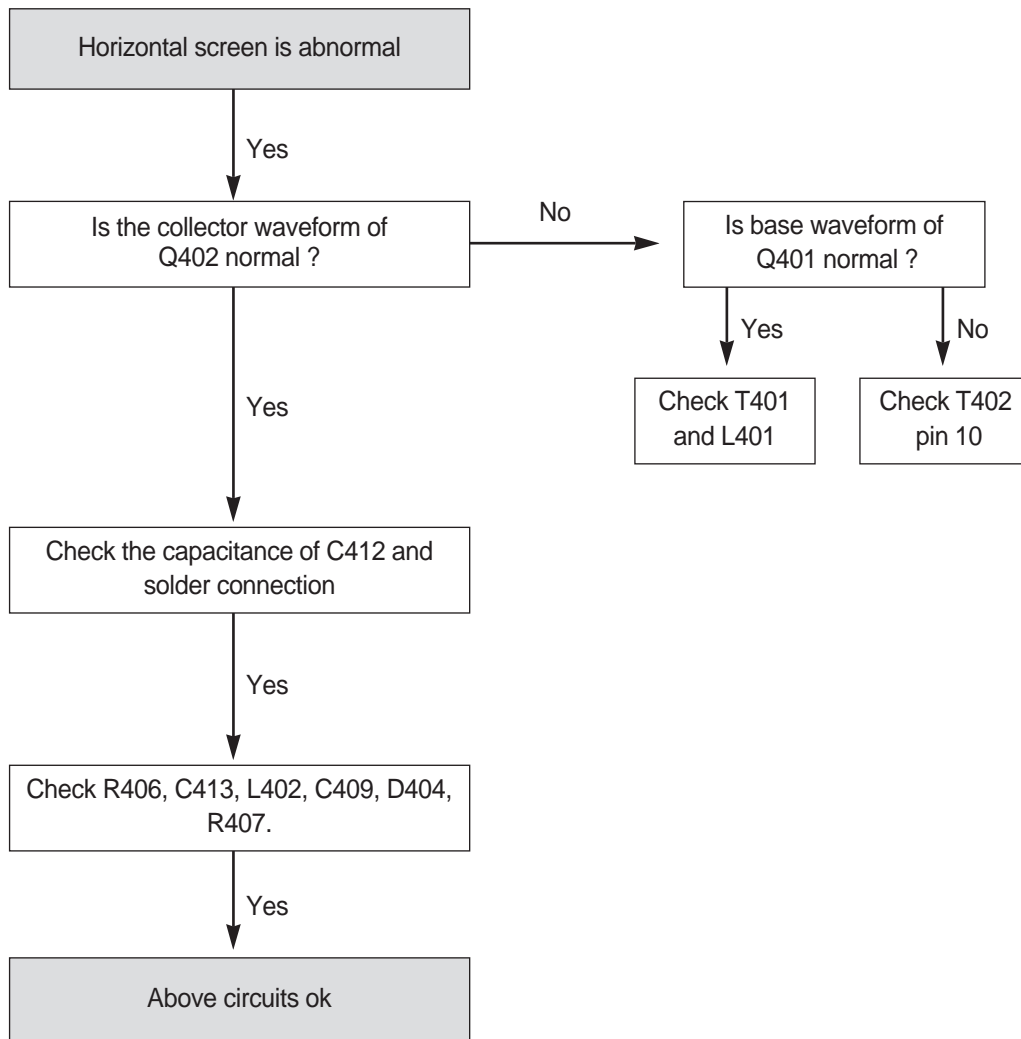 Horizontal screen is abnormal
Yes
Is the collector waveform of
Q402 normal ?
No
Is base waveform of
Q401 normal ?
Yes
No
Check T401
and L401
Check T402
pin 10
Yes
Check the capacitance of C412 and
solder connection
Yes
Check R406, C413, L402, C409, D404,
R407.
Yes
Above circuits ok